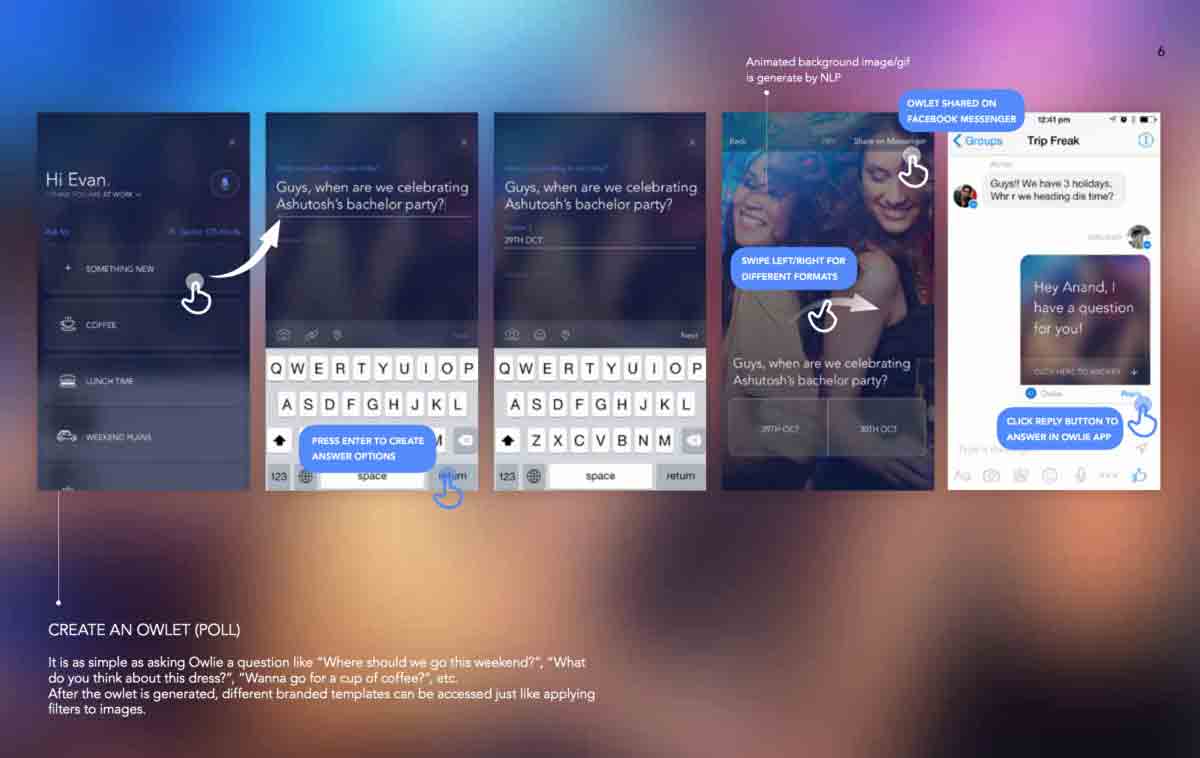 6
Animated background image/gif
is generate by NLP
OWLET SHARED ON
FACEBOOK MESSENGER
Hi Evan.
AT WORK
SOMETHING NEW
COFFEE
LUNCH TIME
WEEKEND PLANS
Guys, when are we celebrating
Ashutosh's bachelor party?
Next
Q W E R T Y U I O P
A S D F G H J K L
M
PRESS ENTER TO CREATE
ANSWER OPTIONS
123
space
return
Guys, when are we celebrating
Ashutosh's bachelor party?
29TH OCT
Next
Q W E R T Y U I O P
A S D F G H J K L
Z X C V B N M
123
space
return
Back
Share on Messenger
SWIPE LEFT/RIGHT FOR
DIFFERENT FORMATS
Guys, when are we celebrating
Ashutosh's bachelor party?
29TH OCT
30TH OCT
12:41 pm
Groups
Trip Freak
Guys!! We have 3 holidays.
Whr r we heading dis time?
Hey Anand, I
have a question
for you!
CLICK HERE TO ANSWER
Owlie
CLICK REPLY BUTTON TO
ANSWER IN OWLIE APP
Aa
CREATE AN OWLET (POLL)
It is as simple as asking Owlie a question like "Where should we go this weekend?", "What
do you think about this dress?", "Wanna go for a cup of coffee?", etc.
After the owlet is generated, different branded templates can be accessed just like applying
filters to images.